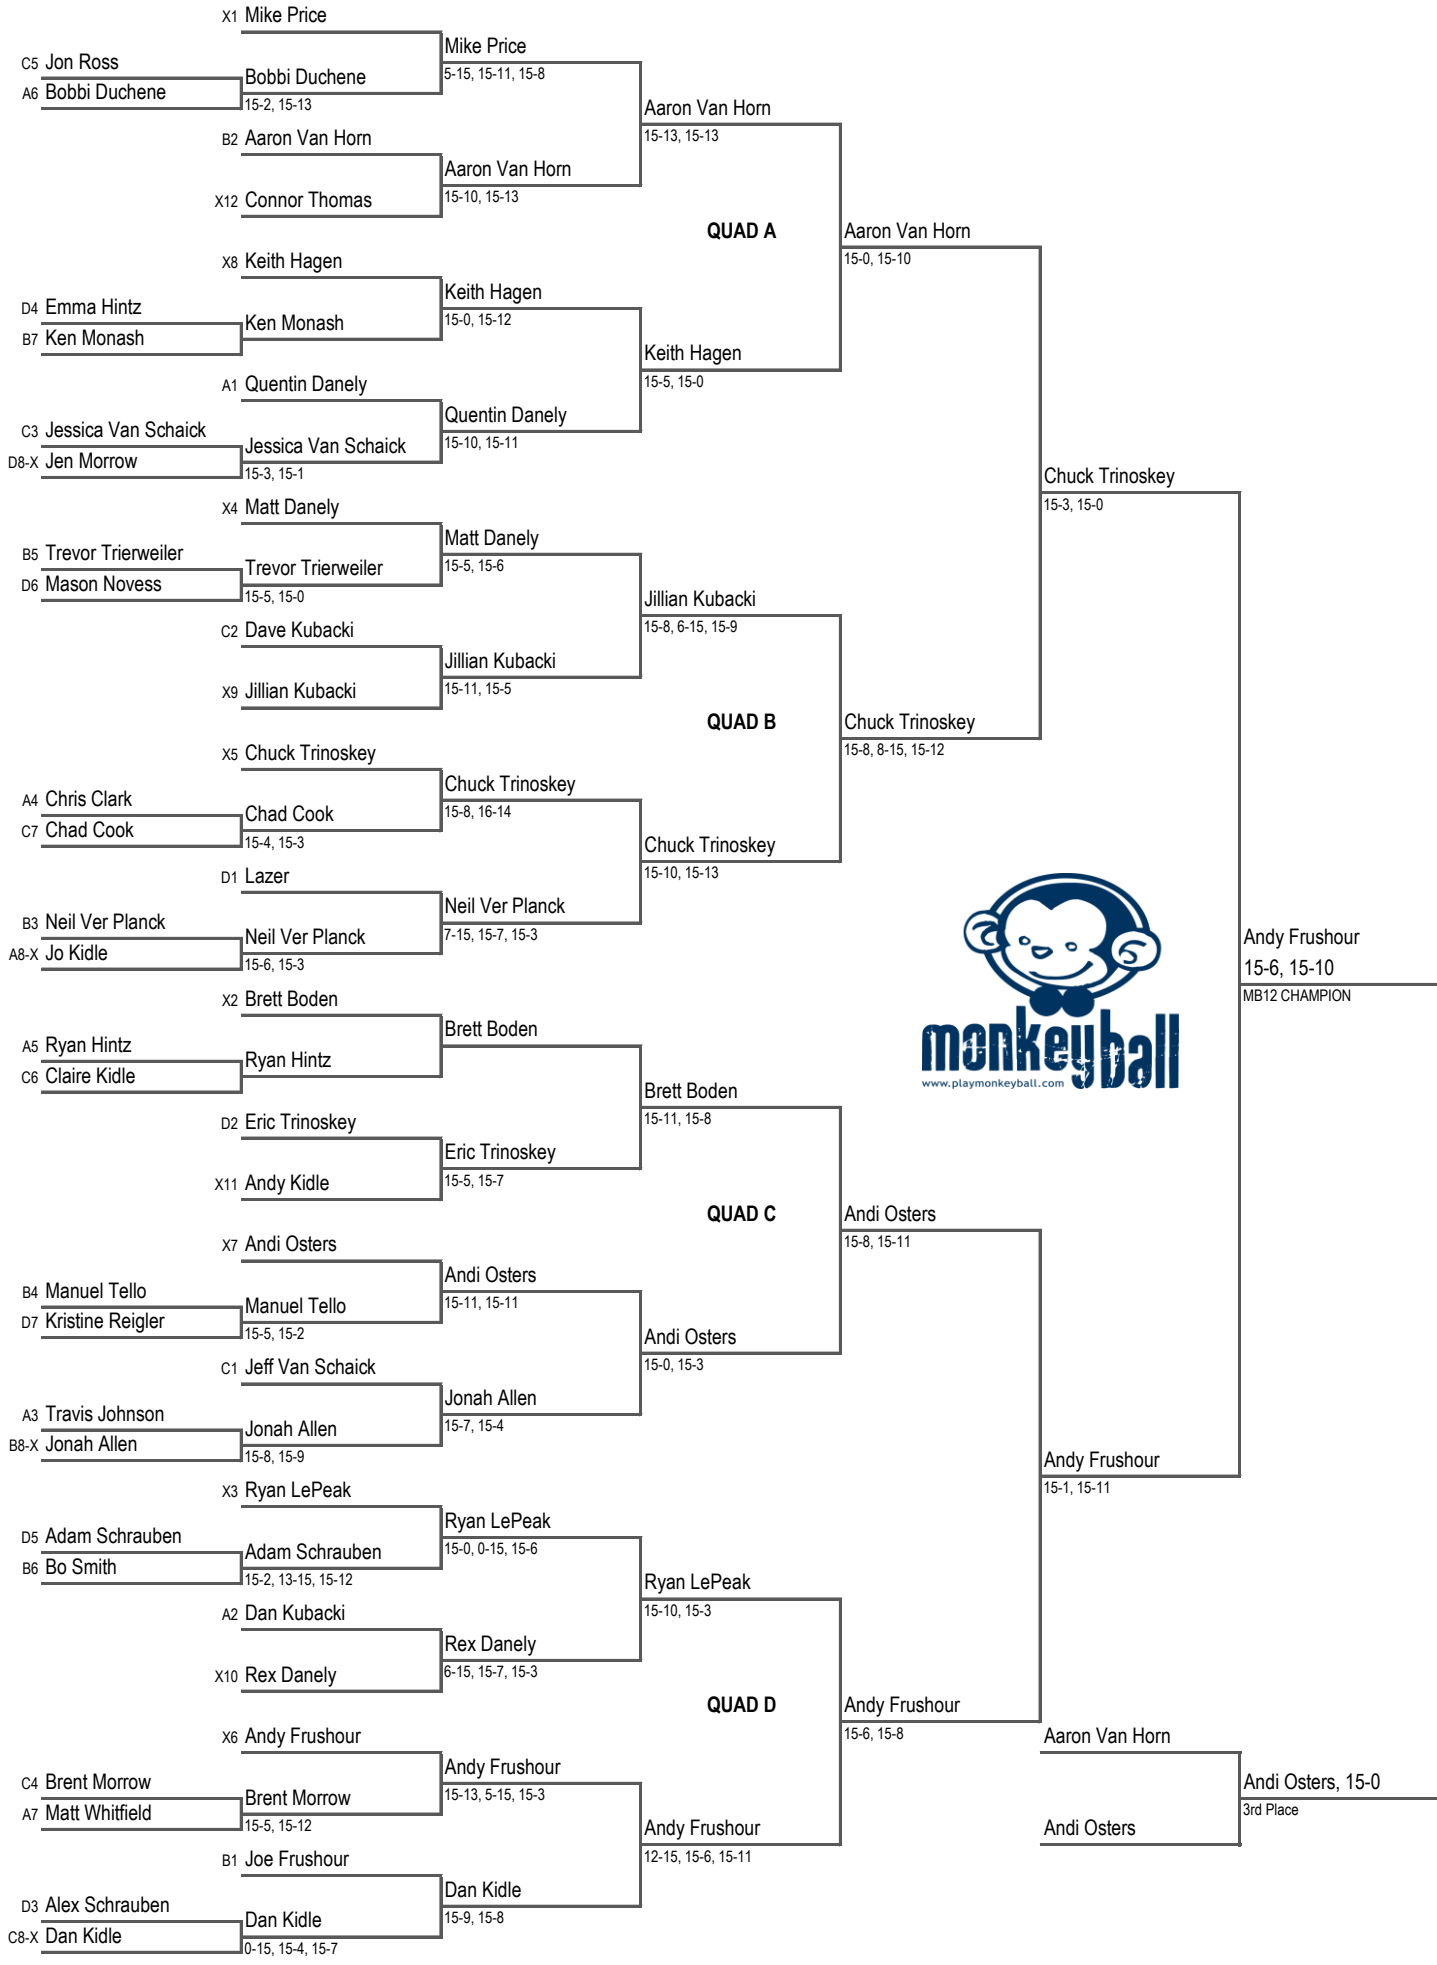 X1 Mike Price
Mike Price
C5 Jon Ross
5-15, 15-11, 15-8
Bobbi Duchene
A6 Bobbi Duchene
15-2, 15-13
Aaron Van Horn
15-13, 15-13
B2 Aaron Van Horn
Aaron Van Horn
15-10, 15-13
X12 Connor Thomas
QUAD A
Aaron Van Horn
15-0, 15-10
X8 Keith Hagen
Keith Hagen
D4 Emma Hintz
15-0, 15-12
Ken Monash
B7 Ken Monash
Keith Hagen
15-5, 15-0
A1 Quentin Danely
Quentin Danely
C3 Jessica Van Schaick
15-10, 15-11
Jessica Van Schaick
D8-X Jen Morrow
15-3, 15-1
Chuck Trinoskey
15-3, 15-0
X4 Matt Danely
Matt Danely
B5 Trevor Trierweiler
15-5, 15-6
Trevor Trierweiler
D6 Mason Novess
15-5, 15-0
Jillian Kubacki
15-8, 6-15, 15-9
C2 Dave Kubacki
Jillian Kubacki
15-11, 15-5
X9 Jillian Kubacki
QUAD B
Chuck Trinoskey
15-8, 8-15, 15-12
X5 Chuck Trinoskey
Chuck Trinoskey
A4 Chris Clark
15-8, 16-14
Chad Cook
C7 Chad Cook
15-4, 15-3
Chuck Trinoskey
15-10, 15-13
D1 Lazer
Neil Ver Planck
B3 Neil Ver Planck
7-15, 15-7, 15-3
Neil Ver Planck
A8-X Jo Kidle
15-6, 15-3
Andy Frushour
15-6, 15-10
MB12 CHAMPION
monkeyball
www.playmonkeyball.com
X2 Brett Boden
Brett Boden
A5 Ryan Hintz
Ryan Hintz
C6 Claire Kidle
Brett Boden
15-11, 15-8
D2 Eric Trinoskey
Eric Trinoskey
15-5, 15-7
X11 Andy Kidle
QUAD C
Andi Osters
15-8, 15-11
X7 Andi Osters
Andi Osters
B4 Manuel Tello
15-11, 15-11
Manuel Tello
D7 Kristine Reigler
15-5, 15-2
Andi Osters
15-0, 15-3
C1 Jeff Van Schaick
Jonah Allen
A3 Travis Johnson
15-7, 15-4
Jonah Allen
B8-X Jonah Allen
15-8, 15-9
Andy Frushour
15-1, 15-11
X3 Ryan LePeak
Ryan LePeak
D5 Adam Schrauben
15-0, 0-15, 15-6
Adam Schrauben
B6 Bo Smith
15-2, 13-15, 15-12
Ryan LePeak
15-10, 15-3
A2 Dan Kubacki
Rex Danely
6-15, 15-7, 15-3
X10 Rex Danely
QUAD D
Andy Frushour
15-6, 15-8
X6 Andy Frushour
Andy Frushour
C4 Brent Morrow
15-13, 5-15, 15-3
Brent Morrow
A7 Matt Whitfield
15-5, 15-12
Andy Frushour
12-15, 15-6, 15-11
B1 Joe Frushour
Dan Kidle
D3 Alex Schrauben
15-9, 15-8
Dan Kidle
C8-X Dan Kidle
0-15, 15-4, 15-7
Aaron Van Horn
Andi Osters, 15-0
3rd Place
Andi Osters